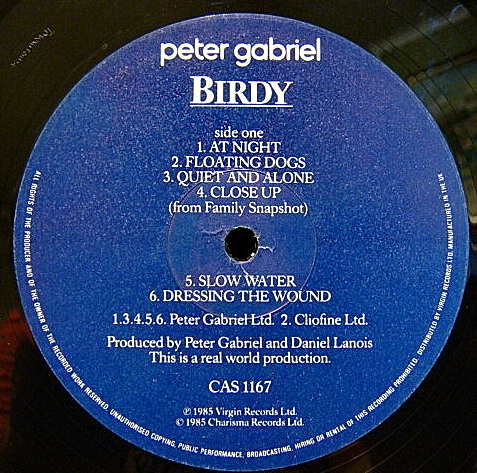 peter gabriel
BIRDY
side one
1. AT NIGHT
2. FLOATING DOGS
3. QUIET AND ALONE
4. CLOSE UP
(from Family Snapshot)
5. SLOW WATER
6. DRESSING THE WOUND
1.3.4.5.6. Peter Gabriel Ltd. 2. Cliofine Ltd.
Produced by Peter Gabriel and Daniel Lanois
This is a real world production.
CAS 1167
℗ 1985 Virgin Records Ltd.
© 1985 Charisma Records Ltd.
ALL RIGHTS OF THE PRODUCER AND OF THE OWNER OF THE RECORDED WORK RESERVED. UNAUTHORISED COPYING, PUBLIC PERFORMANCE, BROADCASTING, HIRING OR RENTAL OF THIS RECORDING PROHIBITED. DISTRIBUTED BY VIRGIN RECORDS LTD. MANUFACTURED IN THE UK